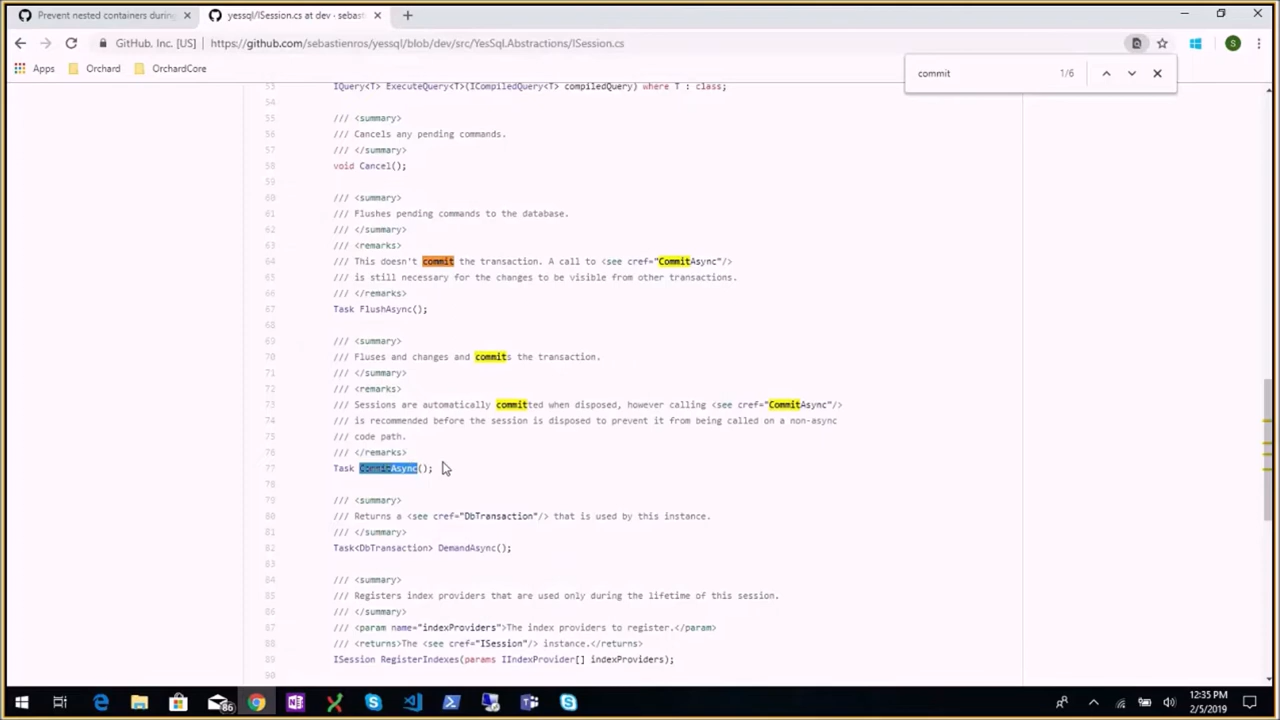 Prevent nested containers during
yessql/ISession.cs at dev · sebast
GitHub, Inc. [US] https://github.com/sebastienros/yessql/blob/dev/src/YesSql.Abstractions/ISession.cs
S
Apps Orchard OrchardCore
commit 1/6
53 IQuery<T> ExecuteQuery<T>(ICompiledQuery<T> compiledQuery) where T : class;
54
55 /// <summary>
56 /// Cancels any pending commands.
57 /// </summary>
58 void Cancel();
59
60 /// <summary>
61 /// Flushes pending commands to the database.
62 /// </summary>
63 /// <remarks>
64 /// This doesn't commit the transaction. A call to <see cref="CommitAsync"/>
65 /// is still necessary for the changes to be visible from other transactions.
66 /// </remarks>
67 Task FlushAsync();
68
69 /// <summary>
70 /// Fluses and changes and commits the transaction.
71 /// </summary>
72 /// <remarks>
73 /// Sessions are automatically committed when disposed, however calling <see cref="CommitAsync"/>
74 /// is recommended before the session is disposed to prevent it from being called on a non-async
75 /// code path.
76 /// </remarks>
77 Task CommitAsync();
78
79 /// <summary>
80 /// Returns a <see cref="DbTransaction"/> that is used by this instance.
81 /// </summary>
82 Task<DbTransaction> DemandAsync();
83
84 /// <summary>
85 /// Registers index providers that are used only during the lifetime of this session.
86 /// </summary>
87 /// <param name="indexProviders">The index providers to register.</param>
88 /// <returns>The <see cref="ISession"/> instance.</returns>
89 ISession RegisterIndexes(params IIndexProvider[] indexProviders);
90
86
12:35 PM
2/5/2019